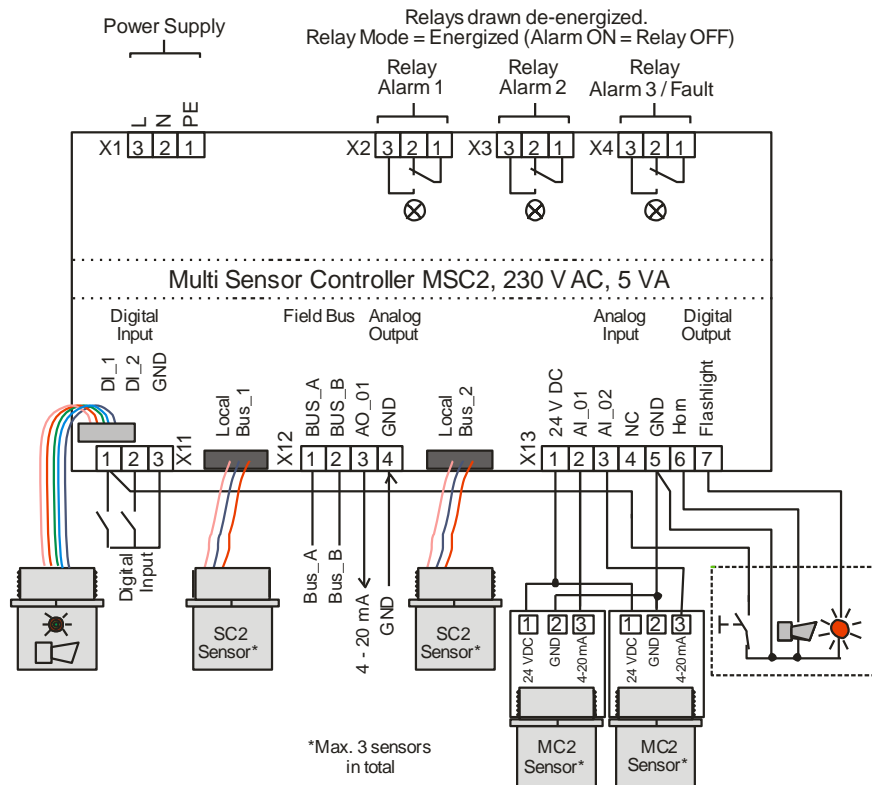 Power Supply
Relays drawn de-energized.
Relay Mode = Energized (Alarm ON = Relay OFF)
Relay
Alarm 1
Relay
Alarm 2
Relay
Alarm 3 / Fault
L
N
PE
X1 3 2 1
X2 3 2 1
X3 3 2 1
X4 3 2 1
Multi Sensor Controller MSC2, 230 V AC, 5 VA
Digital
Input
Field Bus
Analog
Output
Analog
Input
Digital
Output
DI_1
DI_2
GND
Local
Bus_1
BUS_A
BUS_B
AO_01
GND
Local
Bus_2
24 V DC
AI_01
AI_02
NC
GND
Horn
Flashlight
1 2 3 X11
X12 1 2 3 4
X13 1 2 3 4 5 6 7
Digital
Input
Bus_A
Bus_B
4 - 20 mA
GND
SC2
Sensor*
SC2
Sensor*
1 2 3
24 VDC
GND
4-20mA
1 2 3
24 VDC
GND
4-20mA
MC2
Sensor*
MC2
Sensor*
*Max. 3 sensors
in total